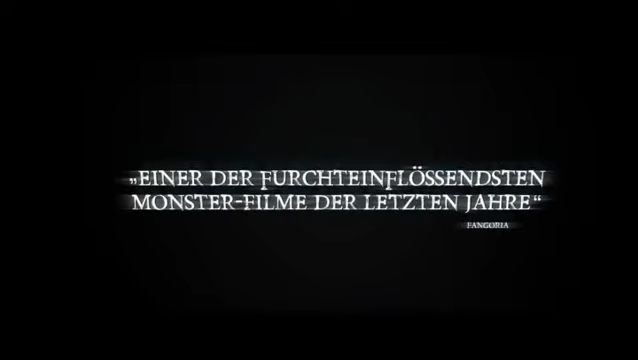 „EINER DER FURCHTEINFLÖSSENDSTEN
MONSTER-FILME DER LETZTEN JAHRE“
FANGORIA